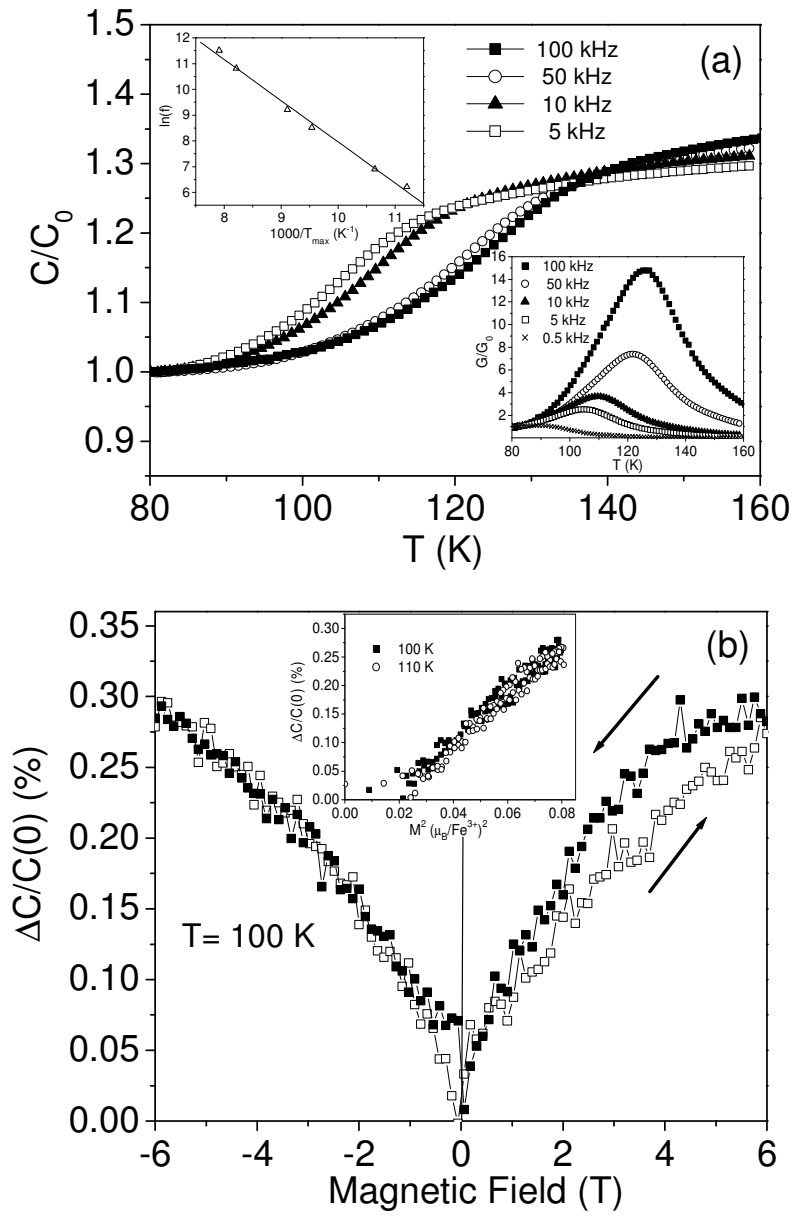 (a)
C/C0
1.5
1.4
1.3
1.2
1.1
1.0
0.9
80
100
120
140
160
T (K)
100 kHz
50 kHz
10 kHz
5 kHz
ln(f)
12
11
10
9
8
7
6
8
9
10
11
1000/Tmax (K-1)
G/G0
16
14
12
10
8
6
4
2
100 kHz
50 kHz
10 kHz
5 kHz
0.5 kHz
80
100
120
140
160
T (K)
(b)
ΔC/C(0) (%)
0.35
0.30
0.25
0.20
0.15
0.10
0.05
0.00
-6
-4
-2
0
2
4
6
Magnetic Field (T)
T= 100 K
ΔC/C(0) (%)
0.30
0.25
0.20
0.15
0.10
0.05
0.00
100 K
110 K
0.00
0.02
0.04
0.06
0.08
M2 (μB/Fe3+)2